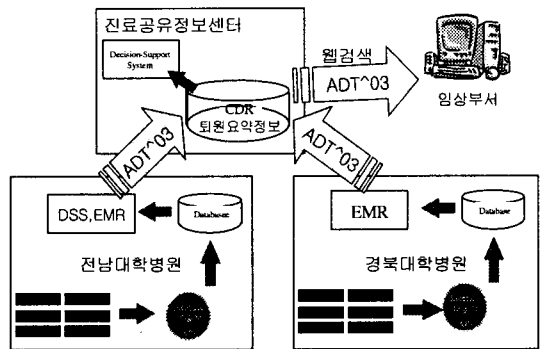 진료공유정보센터
Decision-Support
System
CDR
퇴원요약정보
웹검색
ADT^03
임상부서
ADT^03
ADT^03
DSS,EMR
Database
전남대학병원
EMR
Database
경북대학병원